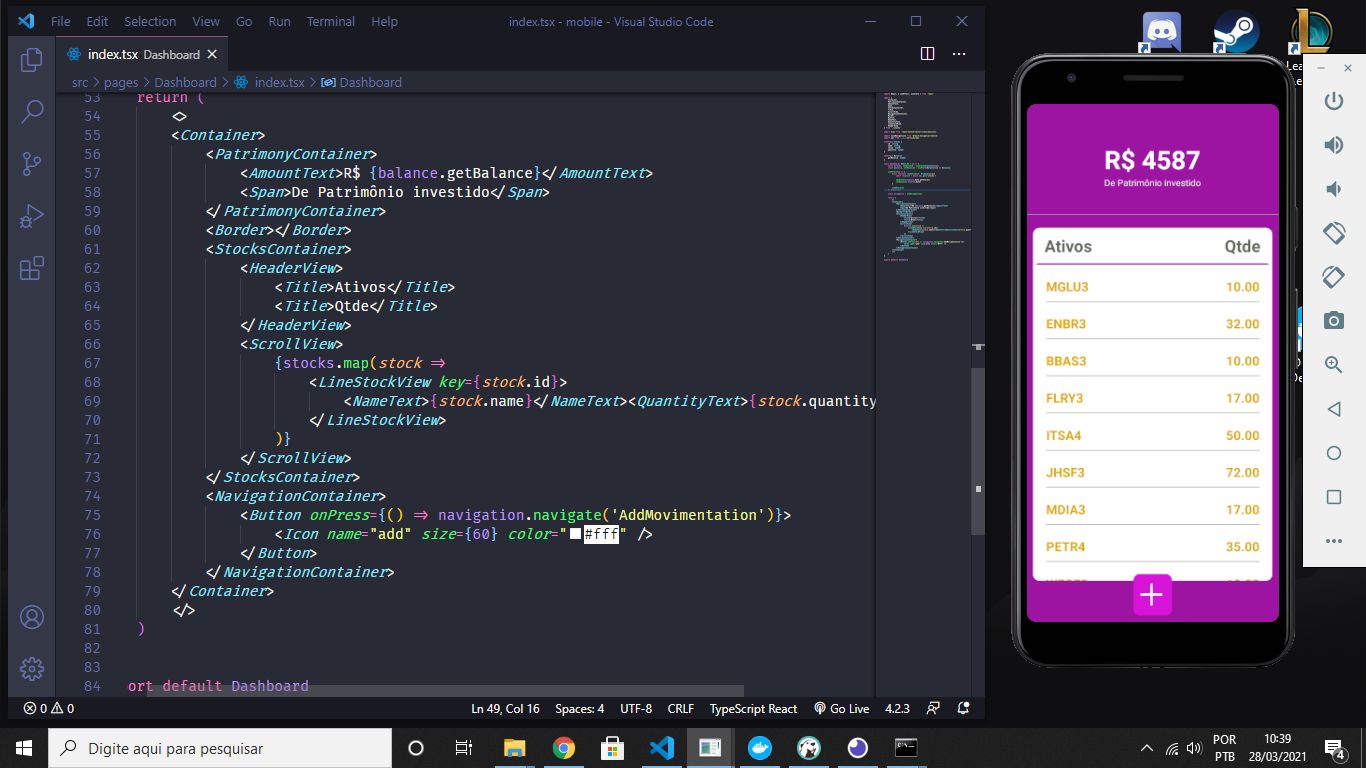 File Edit Selection View Go Run Terminal Help index.tsx - mobile - Visual Studio Code
index.tsx Dashboard
src > pages > Dashboard > index.tsx > Dashboard
53 return (
54 <>
55 <Container>
56 <PatrimonyContainer>
57 <AmountText>R$ {balance.getBalance}</AmountText>
58 <Span>De Patrimônio investido</Span>
59 </PatrimonyContainer>
60 <Border></Border>
61 <StocksContainer>
62 <HeaderView>
63 <Title>Ativos</Title>
64 <Title>Qtde</Title>
65 </HeaderView>
66 <ScrollView>
67 {stocks.map(stock =>
68 <LineStockView key={stock.id}>
69 <NameText>{stock.name}</NameText><QuantityText>{stock.quantity
70 </LineStockView>
71 )}
72 </ScrollView>
73 </StocksContainer>
74 <NavigationContainer>
75 <Button onPress={() => navigation.navigate('AddMovimentation')}>
76 <Icon name="add" size={60} color="#fff" />
77 </Button>
78 </NavigationContainer>
79 </Container>
80 </>
81 )
82
83
84 ort default Dashboard
0 0 Ln 49, Col 16 Spaces: 4 UTF-8 CRLF TypeScript React Go Live 4.2.3
R$ 4587
De Patrimônio investido
Ativos Qtde
MGLU3 10.00
ENBR3 32.00
BBAS3 10.00
FLRY3 17.00
ITSA4 50.00
JHSF3 72.00
MDIA3 17.00
PETR4 35.00
Digite aqui para pesquisar
POR
PTB
10:39
28/03/2021
4